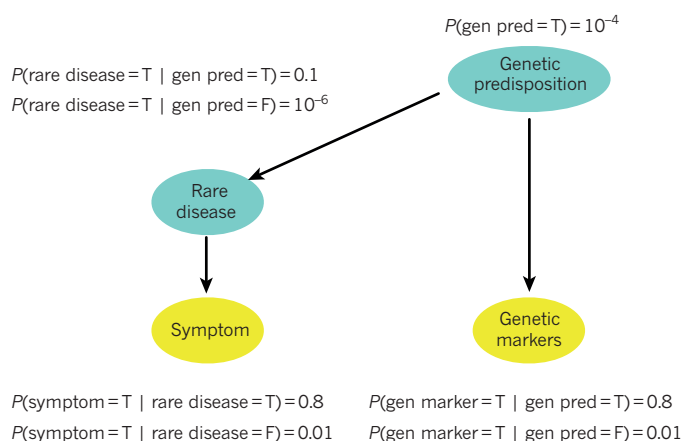 P(gen pred=T)=10⁻⁴
Genetic
predisposition
P(rare disease=T | gen pred=T)=0.1
P(rare disease=T | gen pred=F)=10⁻⁶
Rare
disease
Symptom
Genetic
markers
P(symptom=T | rare disease=T)=0.8
P(symptom=T | rare disease=F)=0.01
P(gen marker=T | gen pred=T)=0.8
P(gen marker=T | gen pred=F)=0.01